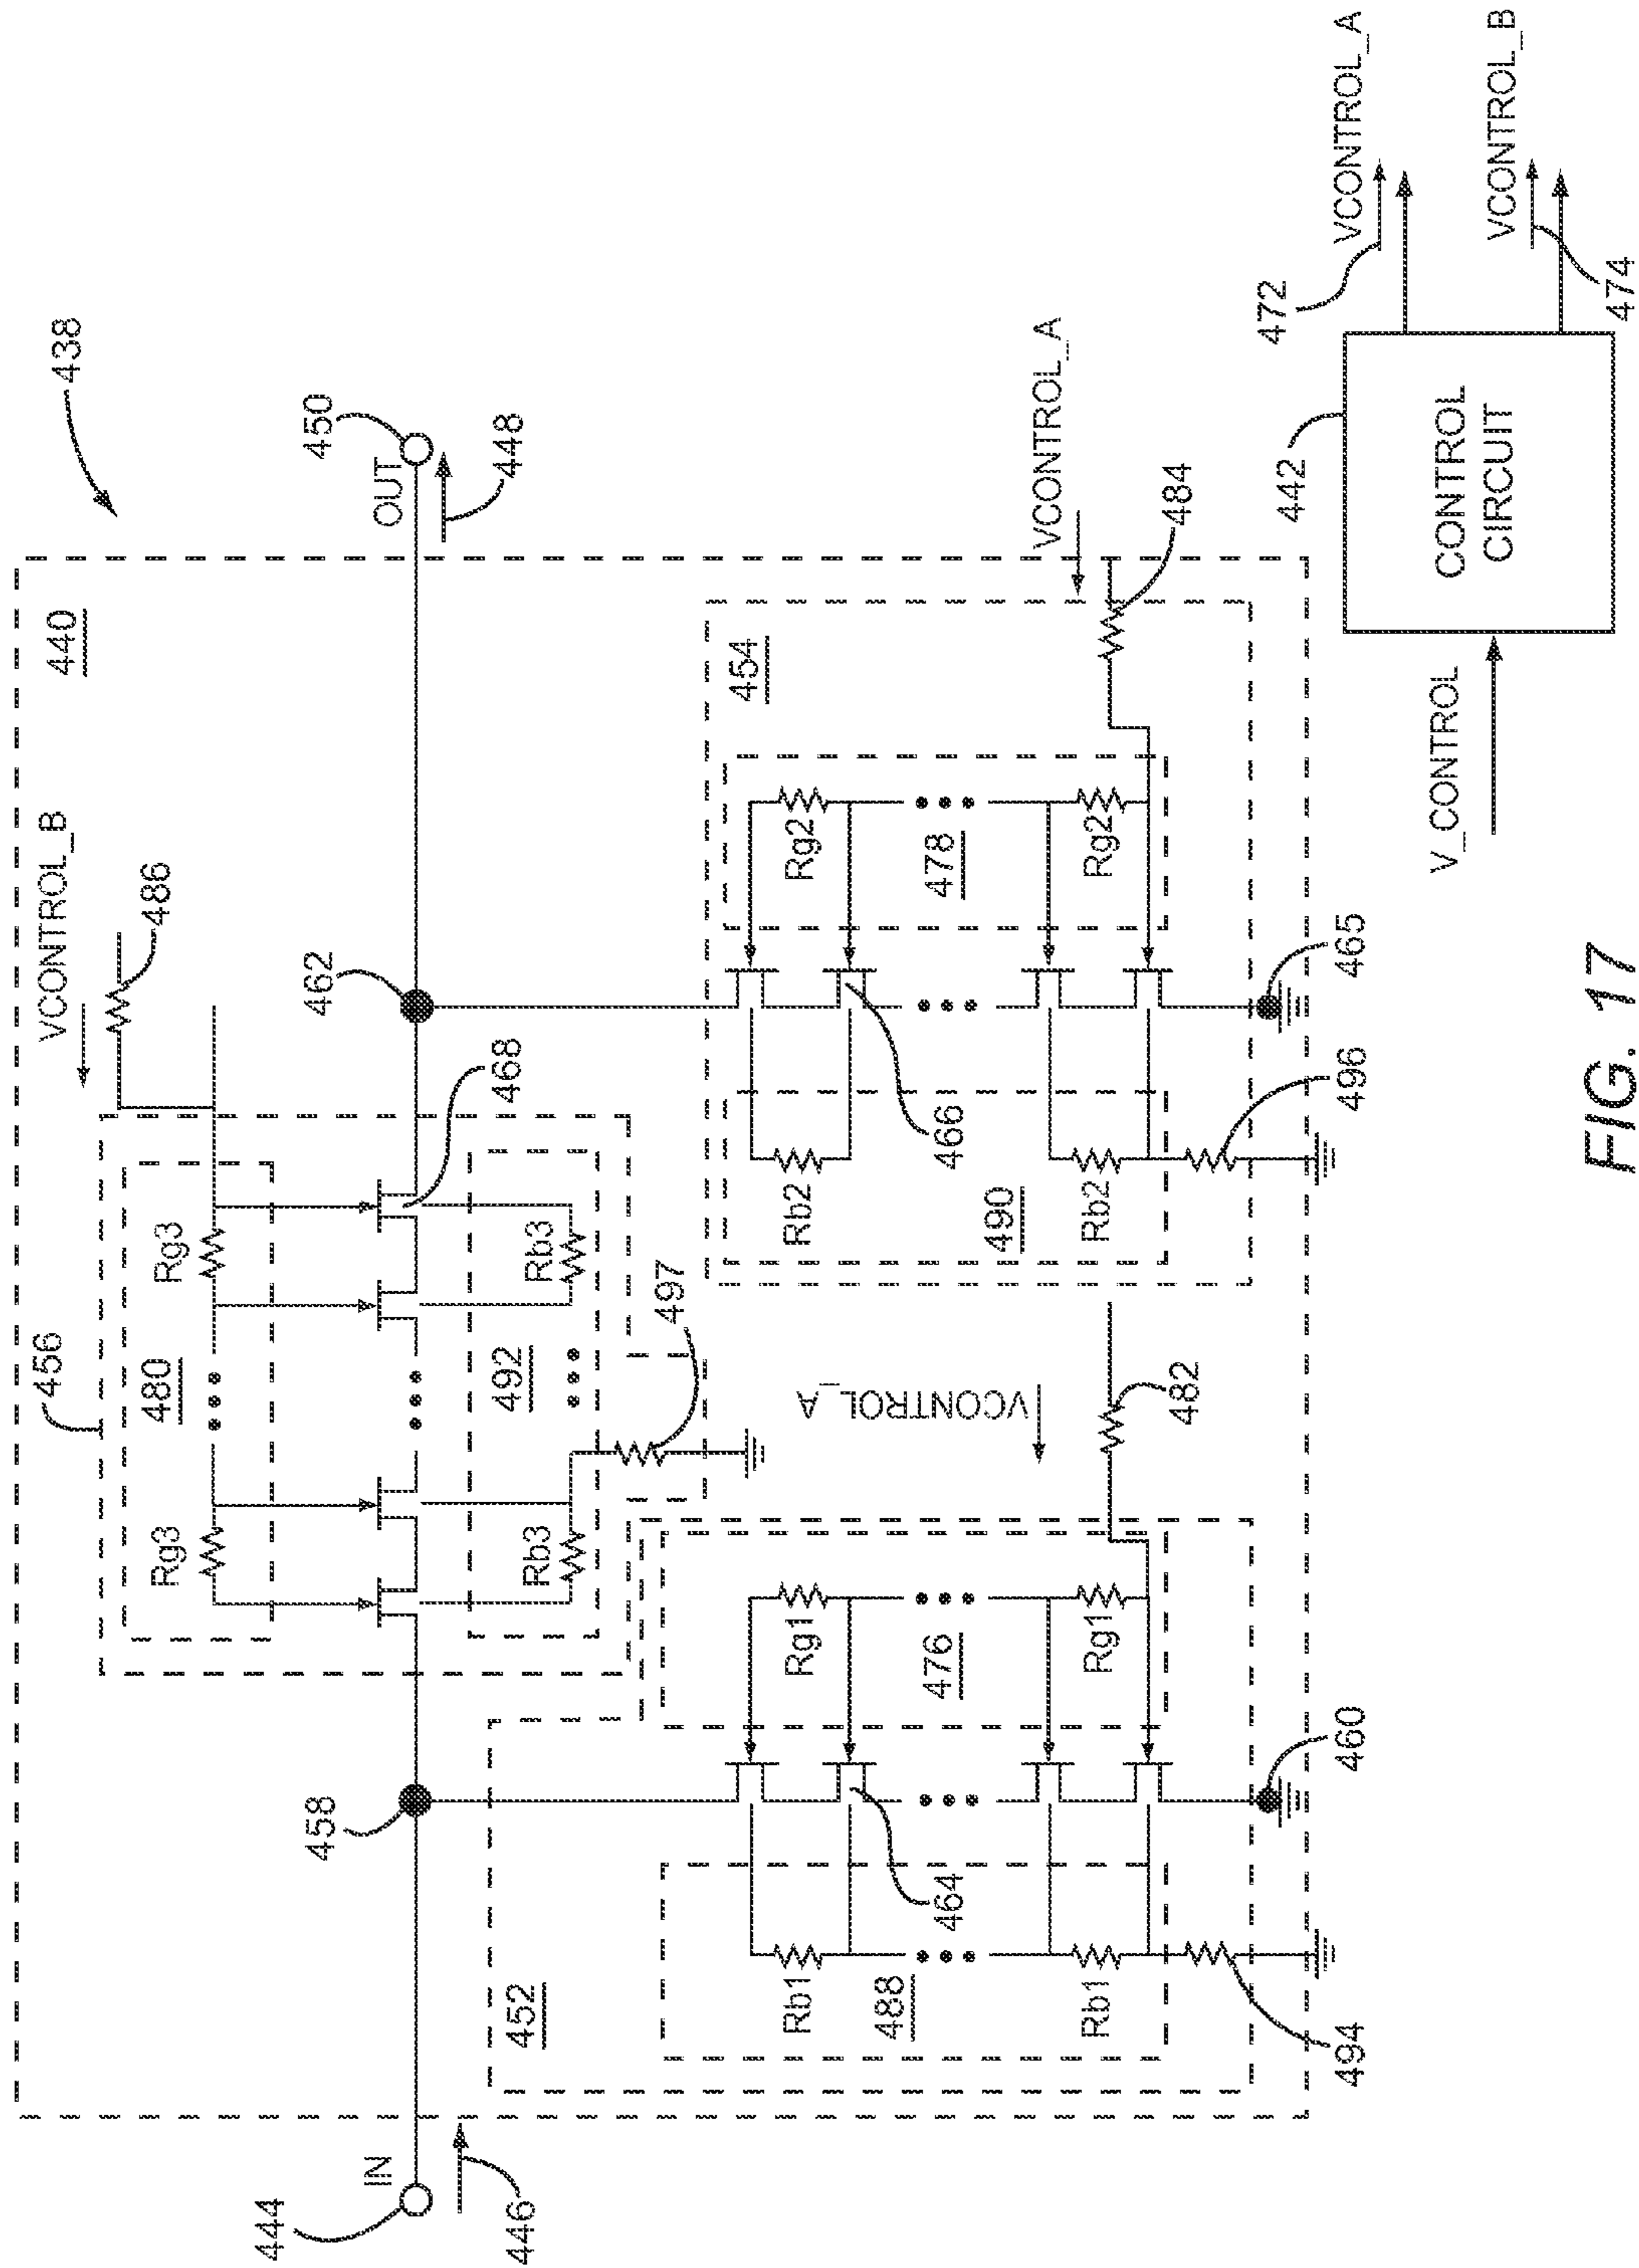 438
440
VCONTROL_B
486
456
480
Rg3
Rg3
468
462
OUT
450
448
492
Rb3
Rb3
497
458
IN
444
446
452
VCONTROL_A
482
VCONTROL_A
484
454
Rg2
478
Rg2
466
Rb2
490
Rb2
465
496
Rg1
476
Rg1
464
Rb1
488
Rb1
460
494
V_CONTROL
442
CONTROL
CIRCUIT
472
VCONTROL_A
VCONTROL_B
474
FIG. 17